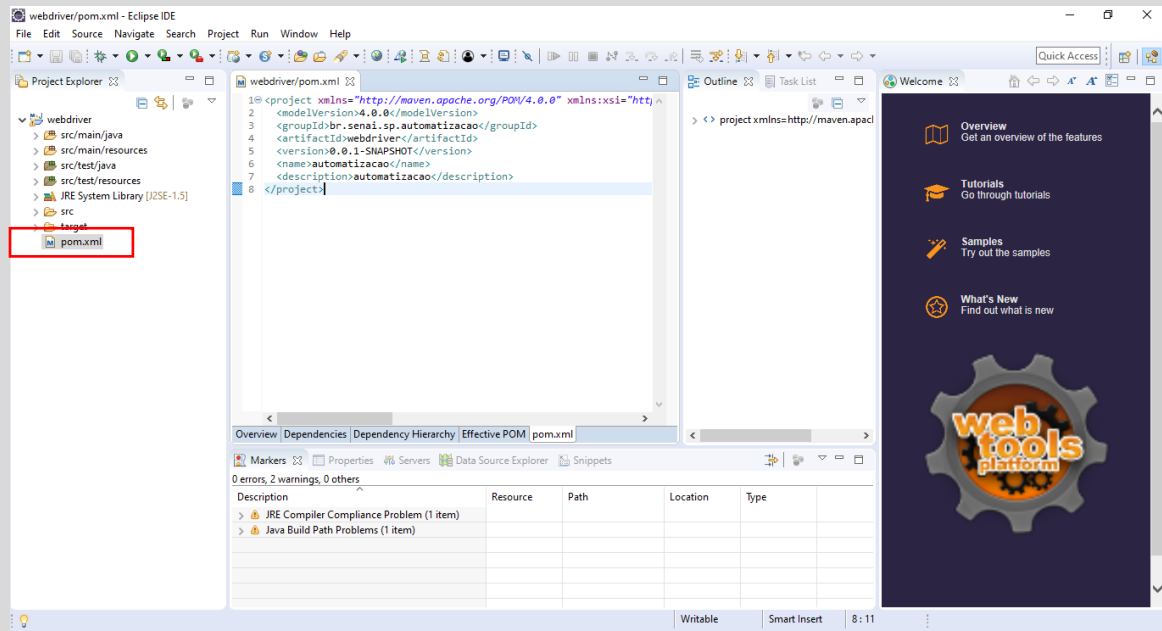 webdriver/pom.xml - Eclipse IDE
File Edit Source Navigate Search Project Run Window Help
Quick Access
Project Explorer
webdriver
src/main/java
src/main/resources
src/test/java
src/test/resources
JRE System Library [J2SE-1.5]
src
target
pom.xml
webdriver/pom.xml
1 <project xmlns="http://maven.apache.org/POM/4.0.0" xmlns:xsi="htt
2 <modelVersion>4.0.0</modelVersion>
3 <groupId>br.senai.sp.automatizacao</groupId>
4 <artifactId>webdriver</artifactId>
5 <version>0.0.1-SNAPSHOT</version>
6 <name>automatizacao</name>
7 <description>automatizacao</description>
8 </project>
Overview Dependencies Dependency Hierarchy Effective POM pom.xml
Outline Task List
project xmlns=http://maven.apacl
Welcome
Overview
Get an overview of the features
Tutorials
Go through tutorials
Samples
Try out the samples
What's New
Find out what is new
web
tools
platform
Markers Properties Servers Data Source Explorer Snippets
0 errors, 2 warnings, 0 others
Description Resource Path Location Type
JRE Compiler Compliance Problem (1 item)
Java Build Path Problems (1 item)
Writable Smart Insert 8 : 11